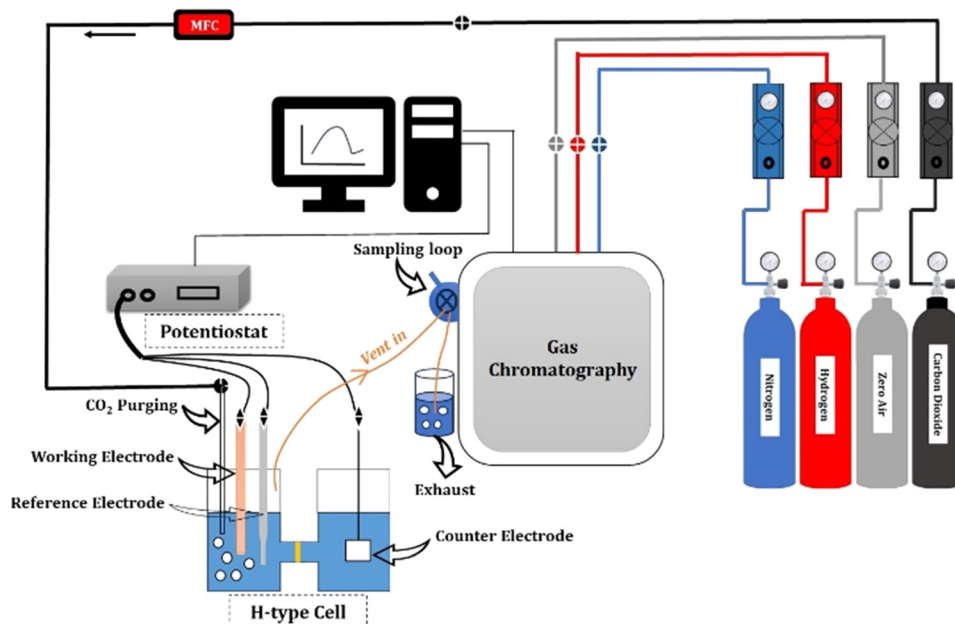 MFC
Sampling loop
Potentiostat
Vent in
Gas
Chromatography
CO₂ Purging
Working Electrode
Reference Electrode
Exhaust
Counter Electrode
H-type Cell
Nitrogen
Hydrogen
Zero Air
Carbon Dioxide